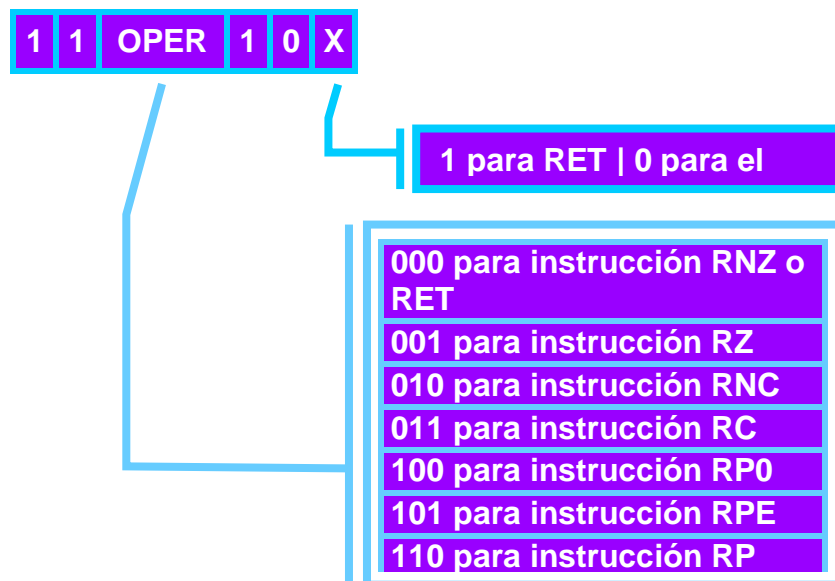 1 1 OPER 1 0 X
1 para RET | 0 para el
000 para instrucción RNZ o
RET
001 para instrucción RZ
010 para instrucción RNC
011 para instrucción RC
100 para instrucción RP0
101 para instrucción RPE
110 para instrucción RP